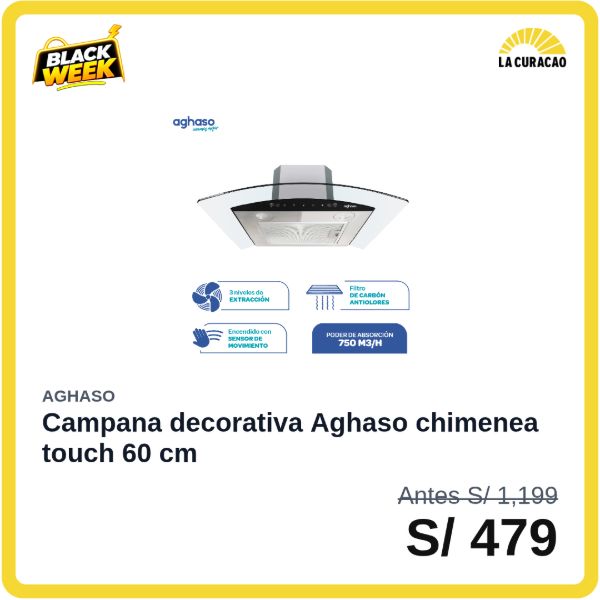 BLACK
WEEK
LA CURACAO
aghaso
3 niveles de
EXTRACCIÓN
Filtro
DE CARBÓN
ANTIOLORES
Encendido con
SENSOR DE
MOVIMIENTO
PODER DE ABSORCIÓN
750 M3/H
AGHASO
Campana decorativa Aghaso chimenea
touch 60 cm
Antes S/ 1,199
S/ 479